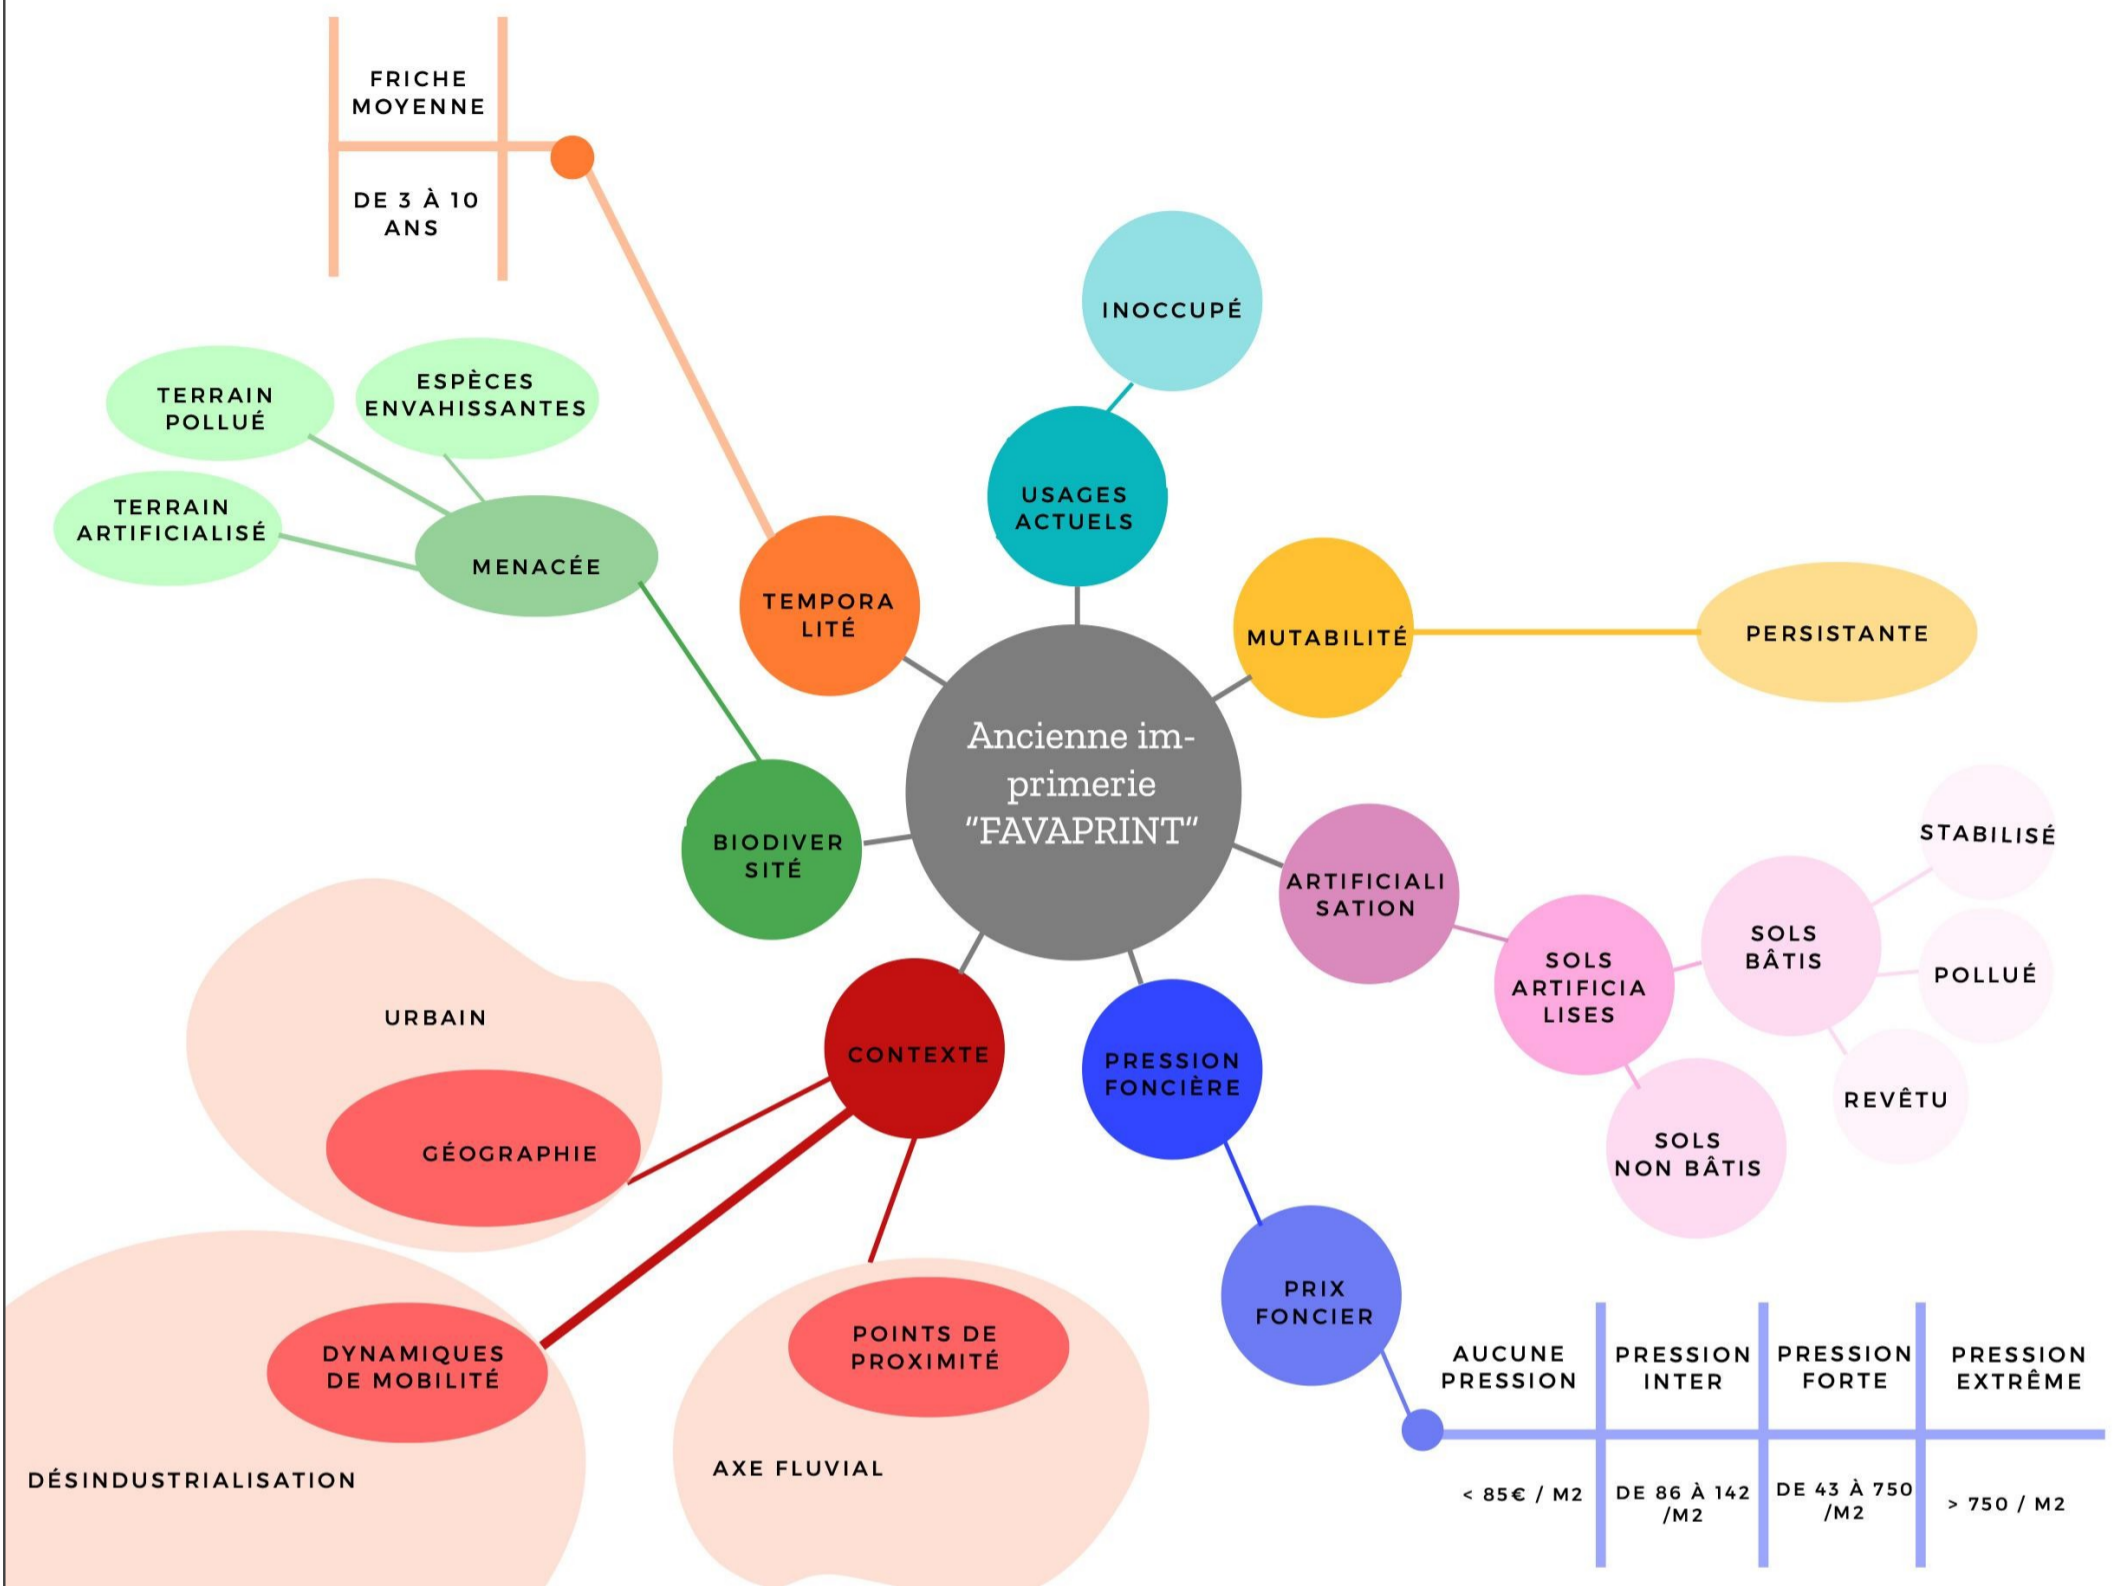 FRICHE
MOYENNE
DE 3 À 10
ANS
INOCCUPÉ
USAGES
ACTUELS
TERRAIN
POLLUÉ
ESPÈCES
ENVAHISSANTES
TERRAIN
ARTIFICIALISÉ
MENACÉE
TEMPORA
LITÉ
MUTABILITÉ
PERSISTANTE
Ancienne im-
primerie
"FAVAPRINT"
BIODIVER
SITÉ
ARTIFICIALI
SATION
SOLS
ARTIFICIA
LISES
SOLS
BÂTIS
STABILISÉ
POLLUÉ
REVÊTU
SOLS
NON BÂTIS
CONTEXTE
URBAIN
GÉOGRAPHIE
DYNAMIQUES
DE MOBILITÉ
DÉSINDUSTRIALISATION
POINTS DE
PROXIMITÉ
AXE FLUVIAL
PRESSION
FONCIÈRE
PRIX
FONCIER
AUCUNE
PRESSION
< 85€ / M2
PRESSION
INTER
DE 86 À 142
/M2
PRESSION
FORTE
DE 43 À 750
/M2
PRESSION
EXTRÊME
> 750 / M2